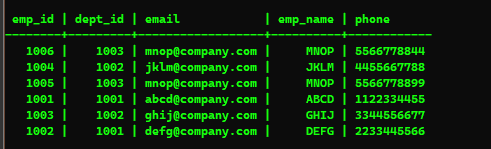 emp_id | dept_id | email | emp_name | phone
--------+---------+------------------+----------+------------
1006 | 1003 | mnop@company.com | MNOP | 5566778844
1004 | 1002 | jklm@company.com | JKLM | 4455667788
1005 | 1003 | mnop@company.com | MNOP | 5566778899
1001 | 1001 | abcd@company.com | ABCD | 1122334455
1003 | 1002 | ghij@company.com | GHIJ | 3344556677
1002 | 1001 | defg@company.com | DEFG | 2233445566